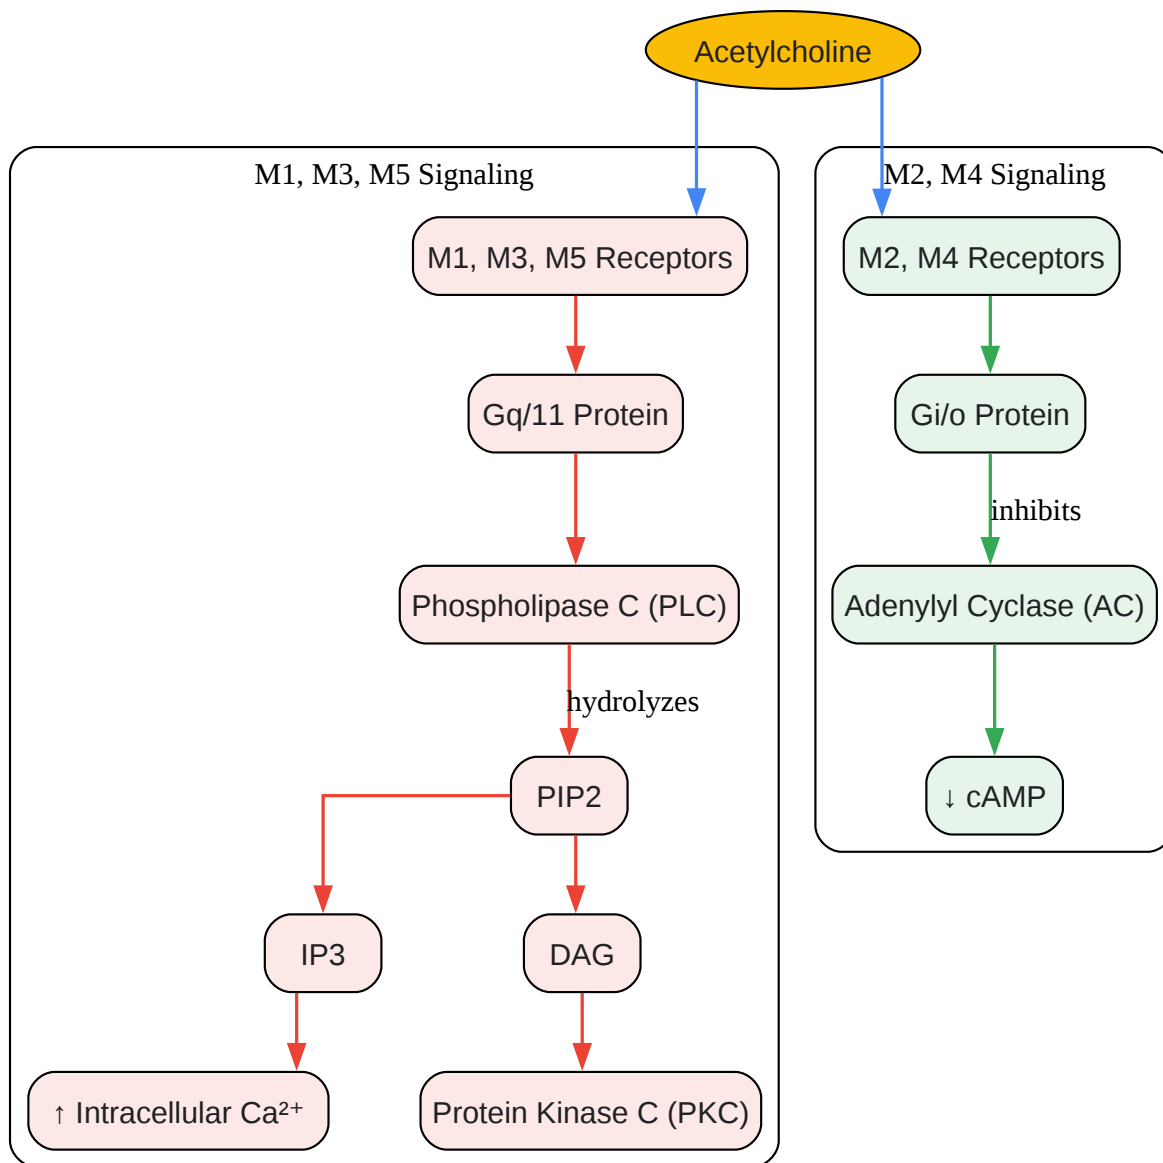 Acetylcholine
M1, M3, M5 Signaling
M2, M4 Signaling
M1, M3, M5 Receptors
M2, M4 Receptors
Gq/11 Protein
Gi/o Protein
inhibits
Phospholipase C (PLC)
Adenylyl Cyclase (AC)
hydrolyzes
PIP2
↓ cAMP
IP3
DAG
↑ Intracellular Ca²⁺
Protein Kinase C (PKC)